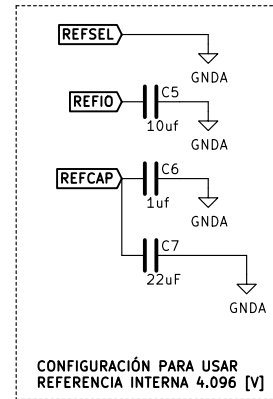 REFSEL
GNDA
REFIO
C5
10uf
GNDA
REFCAP
C6
1uf
GNDA
C7
22uF
GNDA
CONFIGURACIÓN PARA USAR
REFERENCIA INTERNA 4.096 [V]